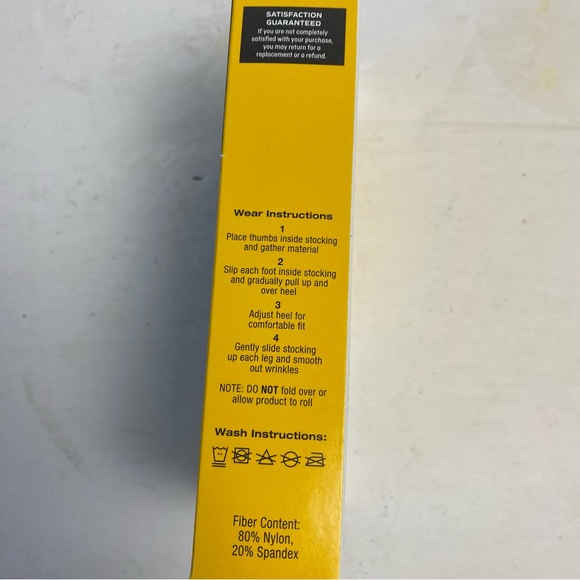 SATISFACTION
GUARANTEED
If you are not completely
satisfied with your purchase,
you may return for a
replacement or a refund.
Wear Instructions
1
Place thumbs inside stocking
and gather material
2
Slip each foot inside stocking
and gradually pull up and
over heel
3
Adjust heel for
comfortable fit
4
Gently slide stocking
up each leg and smooth
out wrinkles
NOTE: DO NOT fold over or
allow product to roll
Wash Instructions:
Fiber Content:
80% Nylon,
20% Spandex